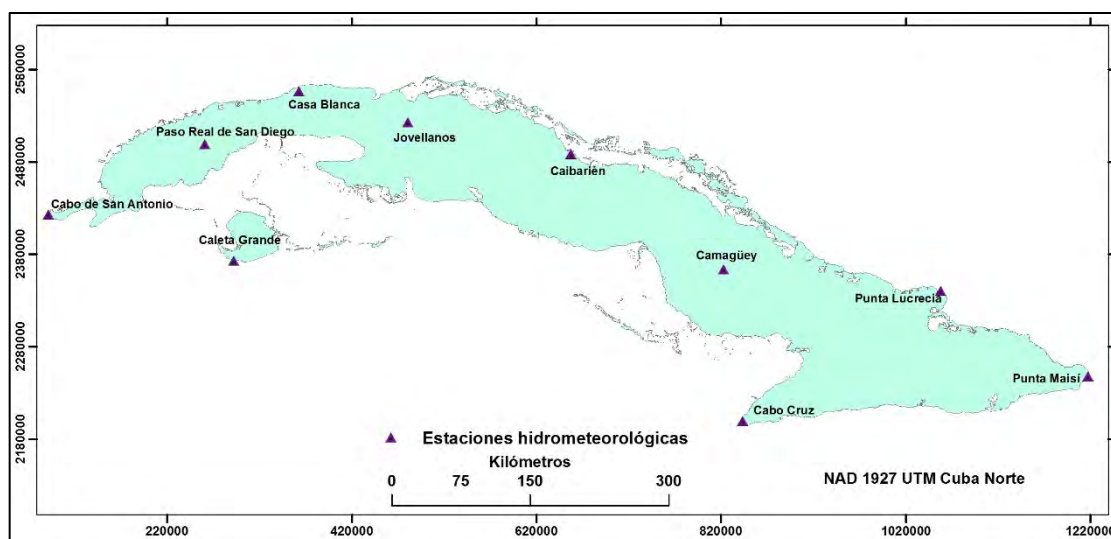 2580000
2480000
2380000
2280000
2180000
Casa Blanca
Jovellanos
Paso Real de San Diego
Caibarién
Cabo de San Antonio
Caleta Grande
Camagüey
Punta Lucrecia
Punta Maisí
Cabo Cruz
Estaciones hidrometeorológicas
Kilómetros
0 75 150 300
NAD 1927 UTM Cuba Norte
220000 420000 620000 820000 1020000 1220000